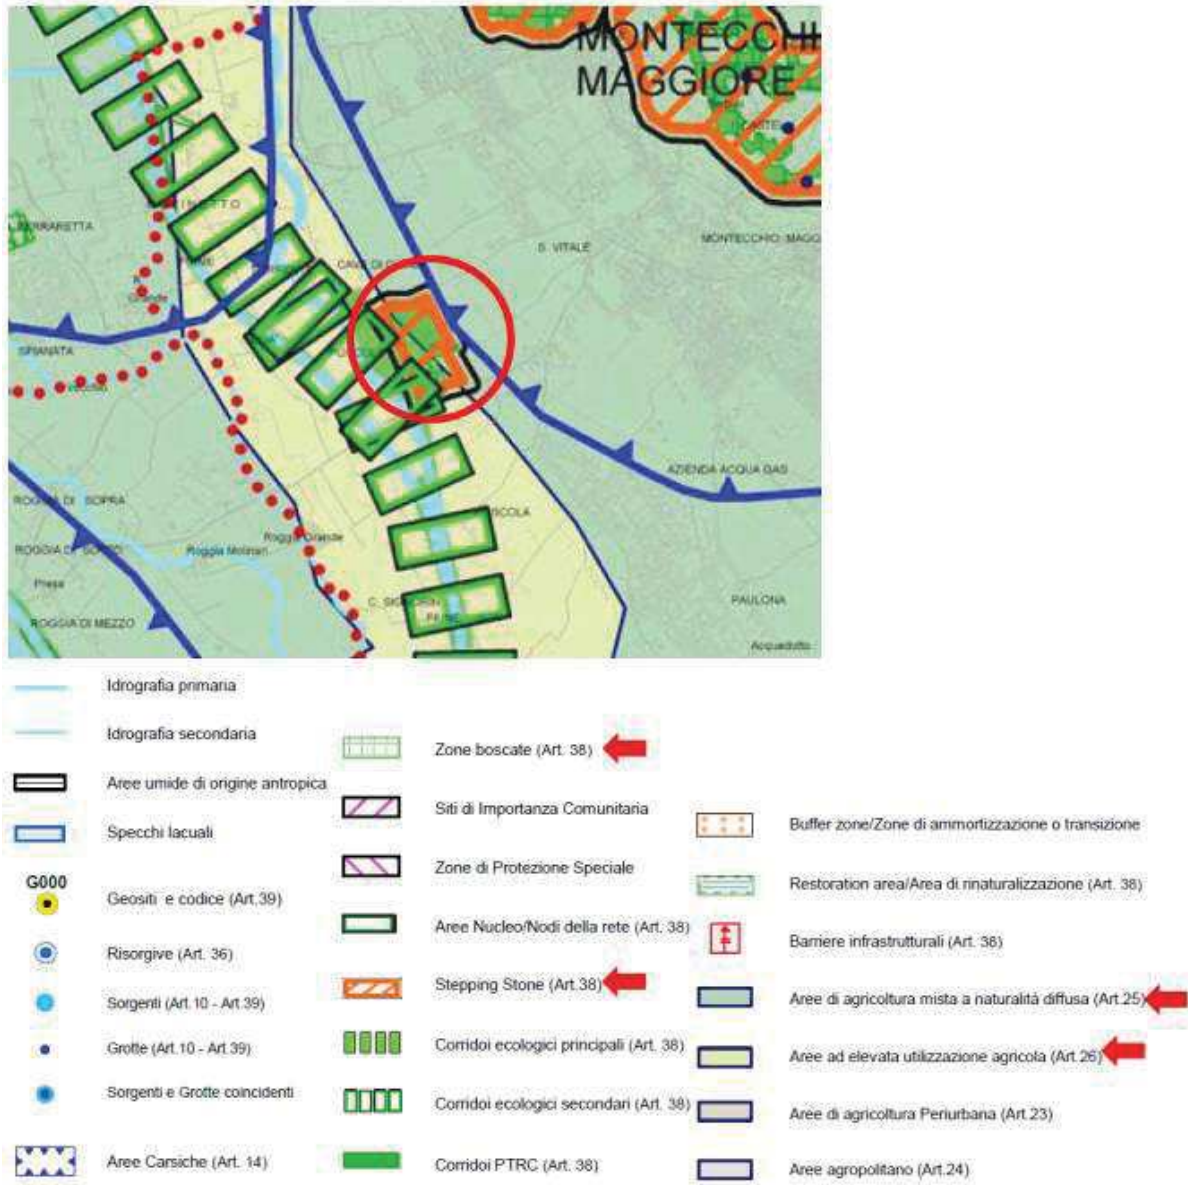 MONTECCHI
MAGGIORE
CASTE
S. VITALE
MONTECCHIO MAGG
Grande
SPIANATA
AZIENDA ACQUA GAS
ROGGIA DI SOPRA
Roggia Grande
Roggia Molinari
Presa
ROGGIA DI MEZZO
PAULONA
Acquedotto
Idrografia primaria
Idrografia secondaria
Aree umide di origine antropica
Specchi lacuali
G000
Geositi e codice (Art.39)
Risorgive (Art. 36)
Sorgenti (Art.10 - Art.39)
Grotte (Art.10 - Art.39)
Sorgenti e Grotte coincidenti
Aree Carsiche (Art. 14)
Zone boscate (Art. 38)
Siti di Importanza Comunitaria
Zone di Protezione Speciale
Aree Nucleo/Nodi della rete (Art. 38)
Stepping Stone (Art.38)
Corridoi ecologici principali (Art. 38)
Corridoi ecologici secondari (Art. 38)
Corridoi PTRC (Art. 38)
Buffer zone/Zone di ammortizzazione o transizione
Restoration area/Area di rinaturalizzazione (Art. 38)
Barriere infrastrutturali (Art. 38)
Aree di agricoltura mista a naturalità diffusa (Art.25)
Aree ad elevata utilizzazione agricola (Art.26)
Aree di agricoltura Periurbana (Art.23)
Aree agropolitano (Art.24)